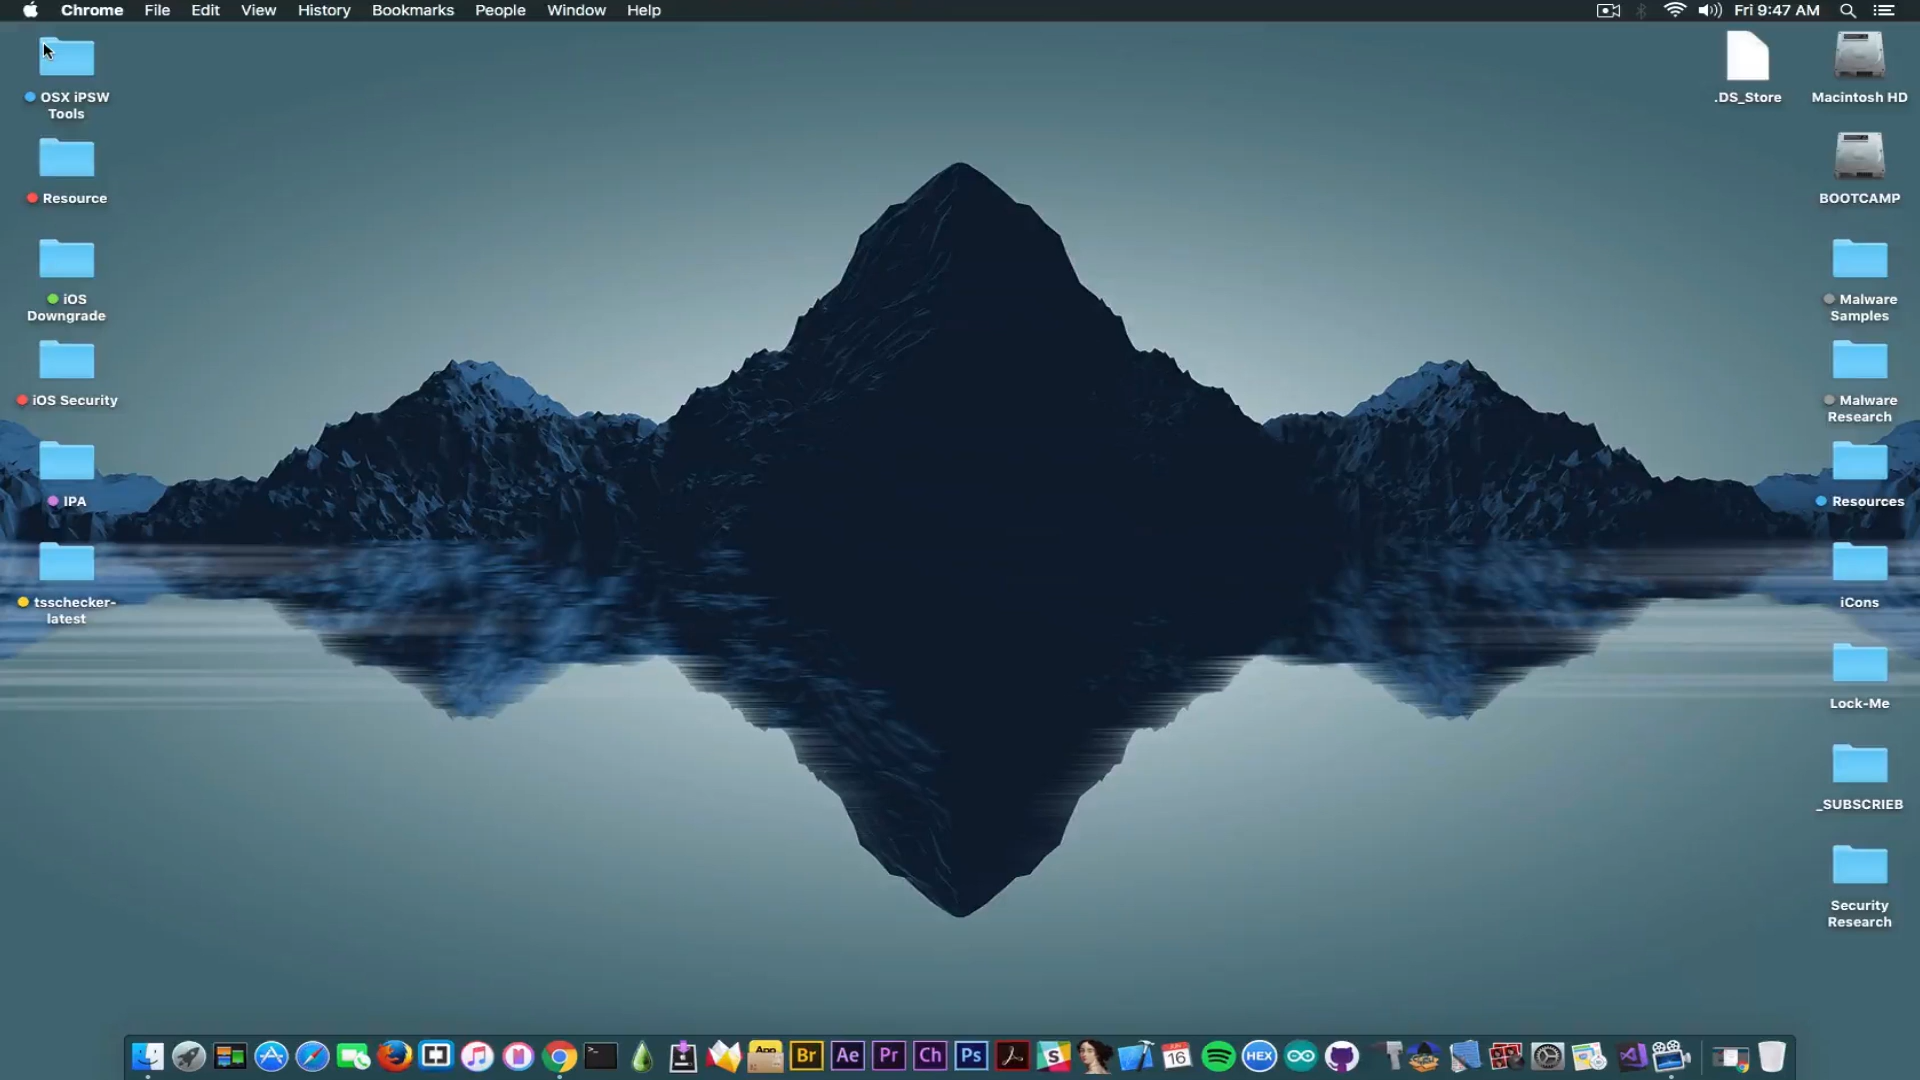 Chrome File Edit View History Bookmarks People Window Help Fri 9:47 AM
OSX iPSW
Tools
Resource
iOS
Downgrade
iOS Security
IPA
tsschecker-
latest
.DS_Store
Macintosh HD
BOOTCAMP
Malware
Samples
Malware
Research
Resources
iCons
Lock-Me
_SUBSCRIEB
Security
Research
App Br Ae Pr Ch Ps S 16 HEX